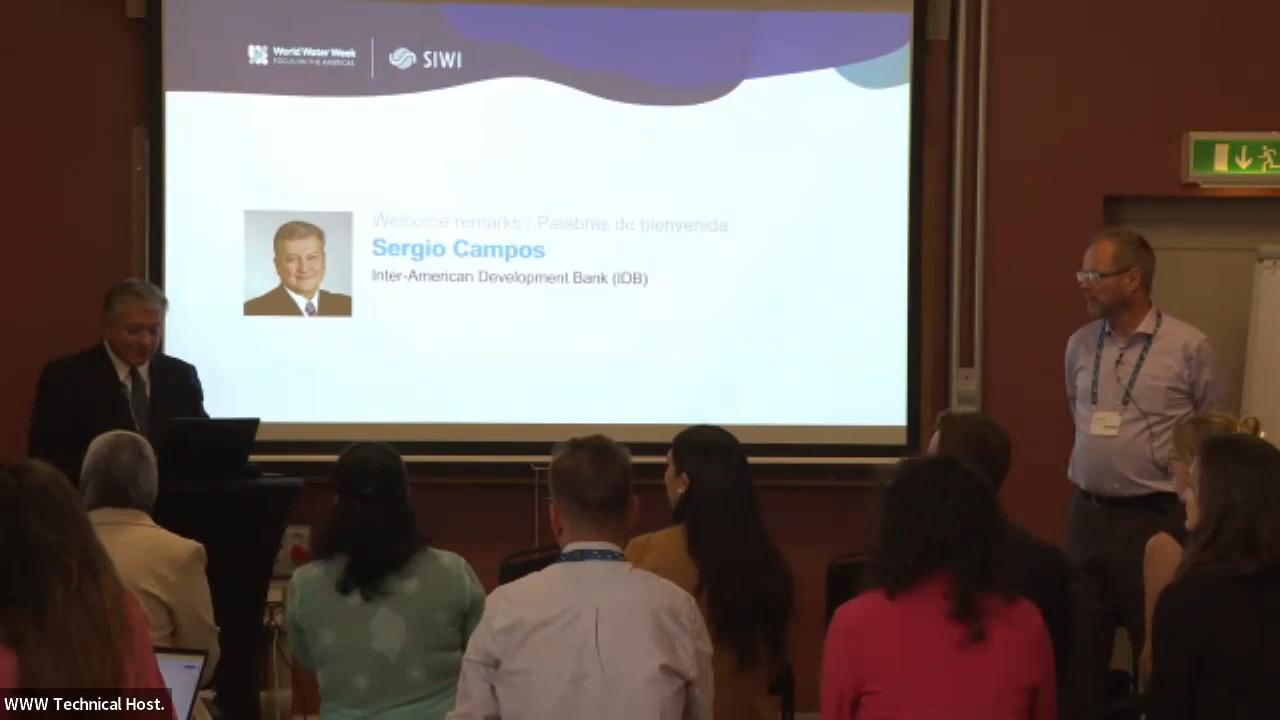 World Water Week
FOCUS ON THE AMERICAS
SIWI
Welcome remarks / Palabras de bienvenida
Sergio Campos
Inter-American Development Bank (IDB)
WWW Technical Host.